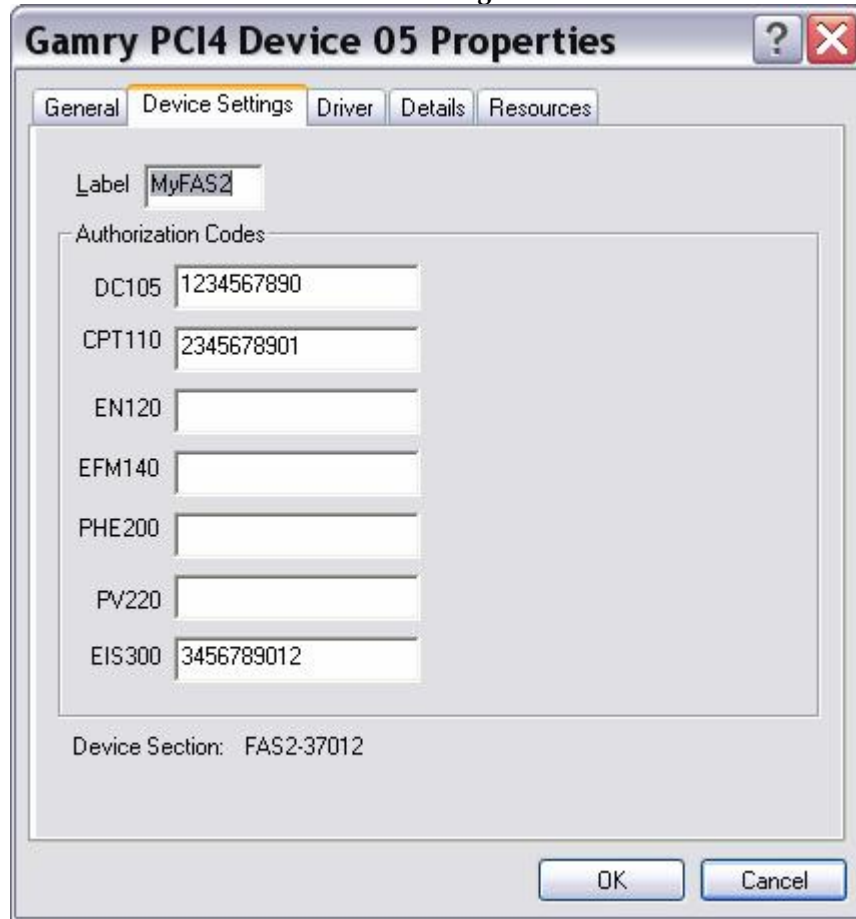 Gamry PCI4 Device 05 Properties
General Device Settings Driver Details Resources
Label MyFAS2
Authorization Codes
DC105 1234567890
CPT110 2345678901
EN120
EFM140
PHE200
PV220
EIS300 3456789012
Device Section: FAS2-37012
OK Cancel